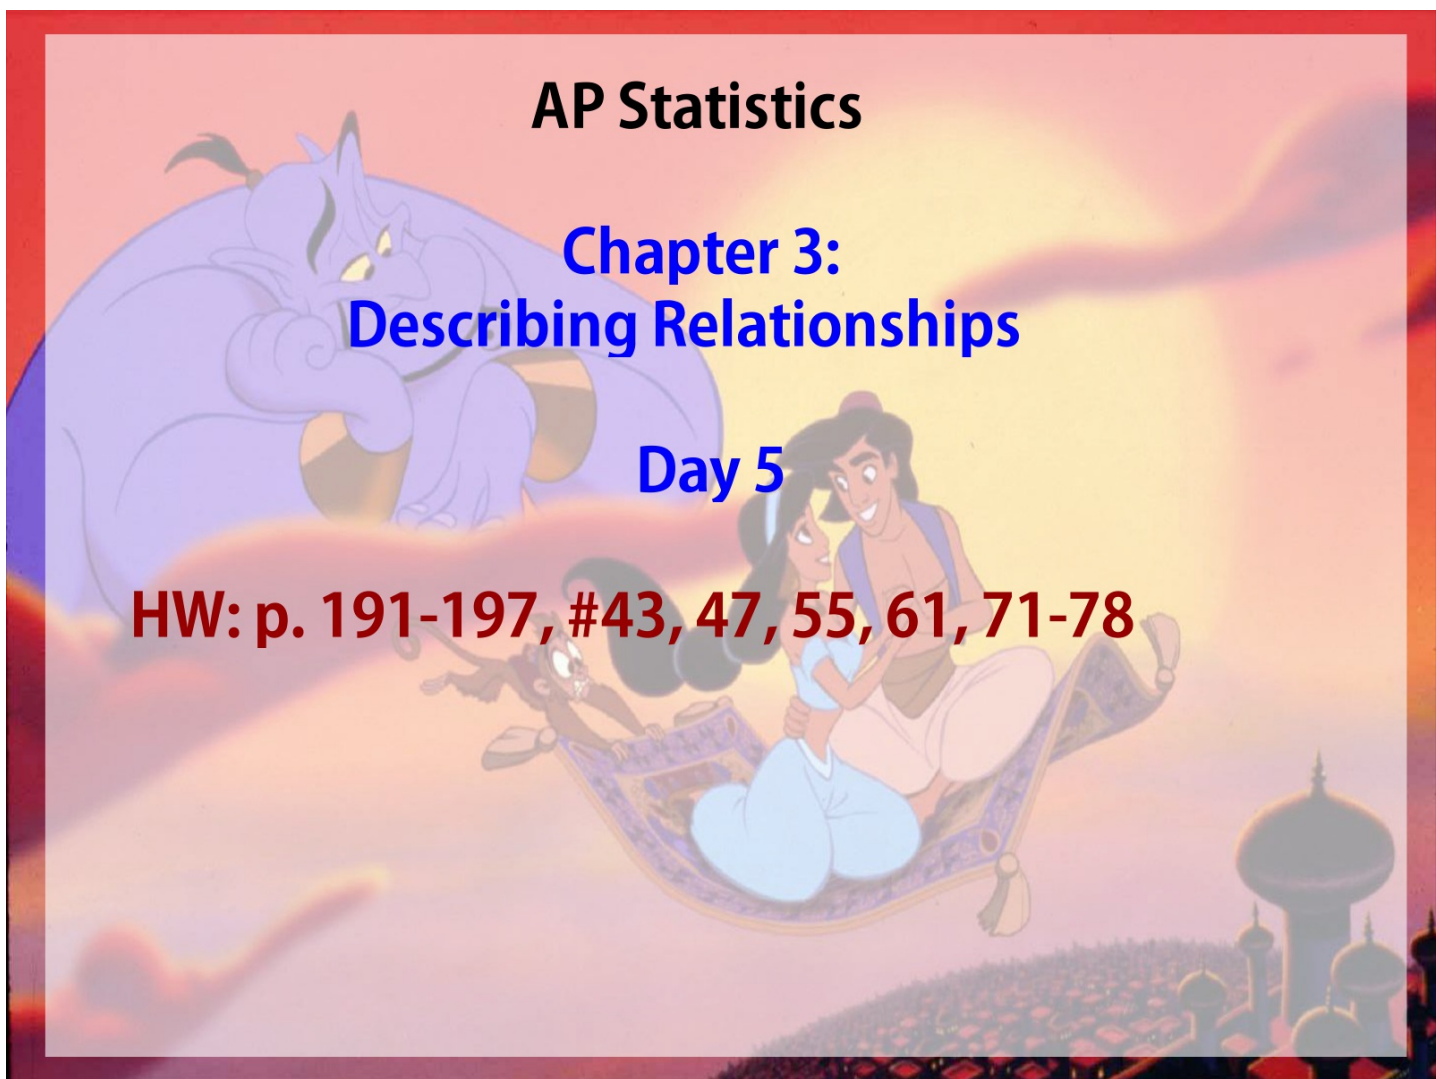 AP Statistics
Chapter 3:
Describing Relationships
Day 5
HW: p. 191-197, #43, 47, 55, 61, 71-78